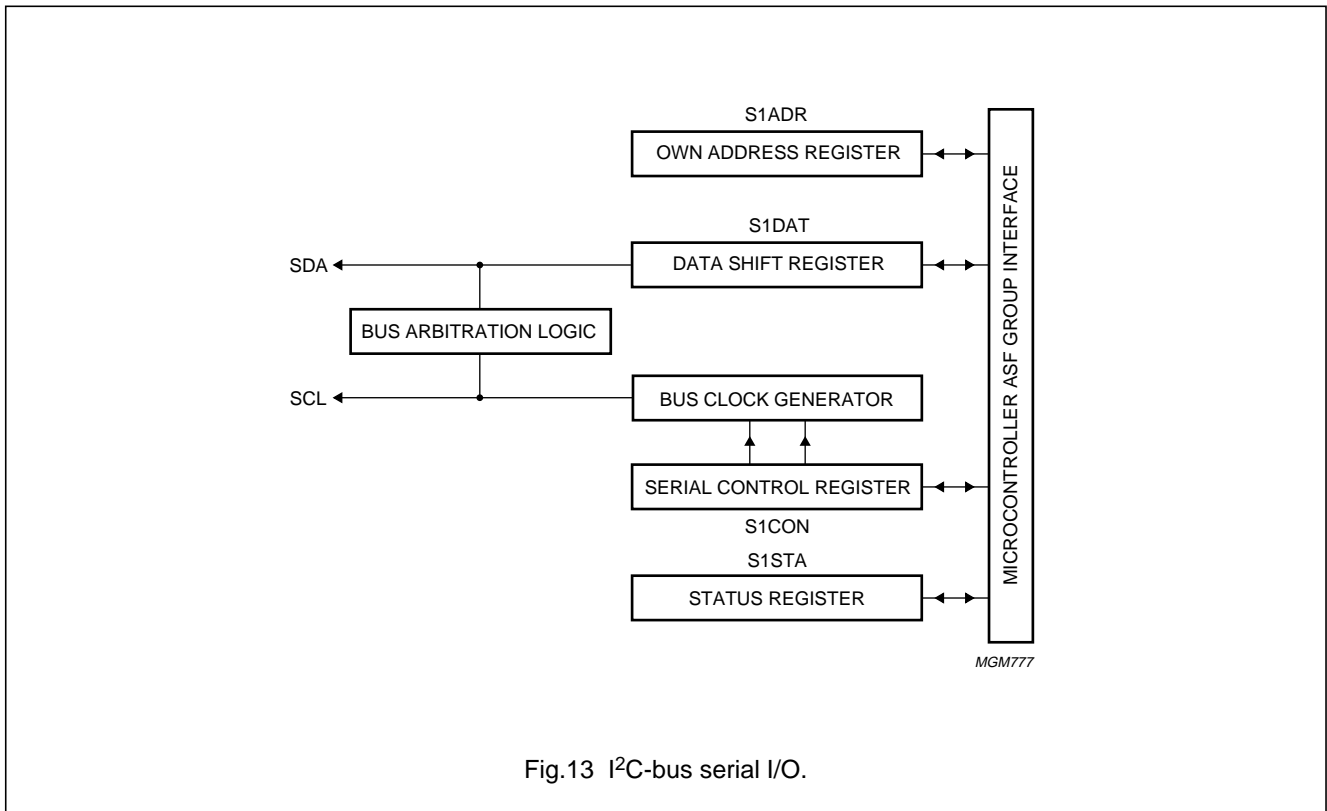 S1ADR
OWN ADDRESS REGISTER
S1DAT
SDA
DATA SHIFT REGISTER
BUS ARBITRATION LOGIC
SCL
BUS CLOCK GENERATOR
SERIAL CONTROL REGISTER
S1CON
S1STA
STATUS REGISTER
MICROCONTROLLER ASF GROUP INTERFACE
MGM777
Fig.13 I²C-bus serial I/O.